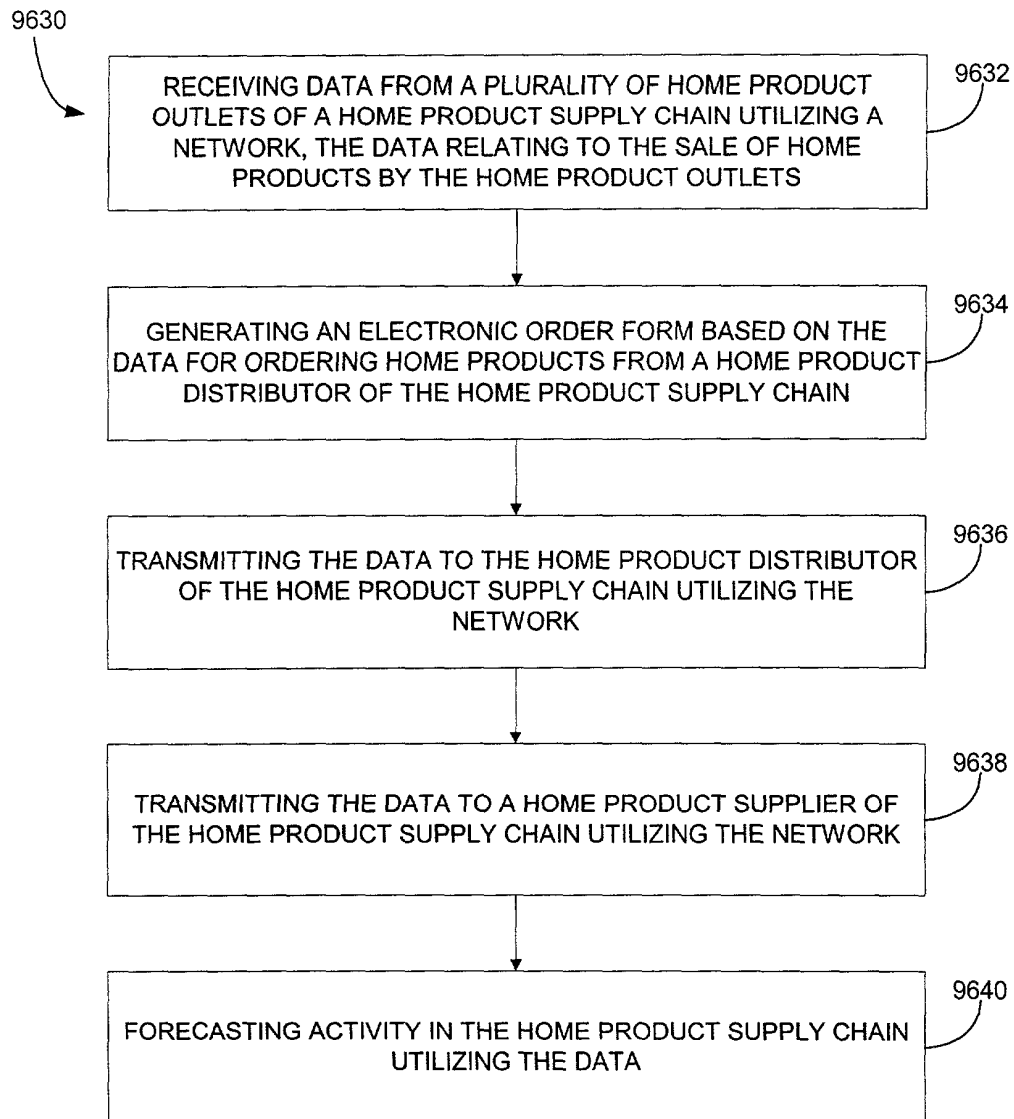 9630
9632
RECEIVING DATA FROM A PLURALITY OF HOME PRODUCT
OUTLETS OF A HOME PRODUCT SUPPLY CHAIN UTILIZING A
NETWORK, THE DATA RELATING TO THE SALE OF HOME
PRODUCTS BY THE HOME PRODUCT OUTLETS
9634
GENERATING AN ELECTRONIC ORDER FORM BASED ON THE
DATA FOR ORDERING HOME PRODUCTS FROM A HOME PRODUCT
DISTRIBUTOR OF THE HOME PRODUCT SUPPLY CHAIN
9636
TRANSMITTING THE DATA TO THE HOME PRODUCT DISTRIBUTOR
OF THE HOME PRODUCT SUPPLY CHAIN UTILIZING THE
NETWORK
9638
TRANSMITTING THE DATA TO A HOME PRODUCT SUPPLIER OF
THE HOME PRODUCT SUPPLY CHAIN UTILIZING THE NETWORK
9640
FORECASTING ACTIVITY IN THE HOME PRODUCT SUPPLY CHAIN
UTILIZING THE DATA